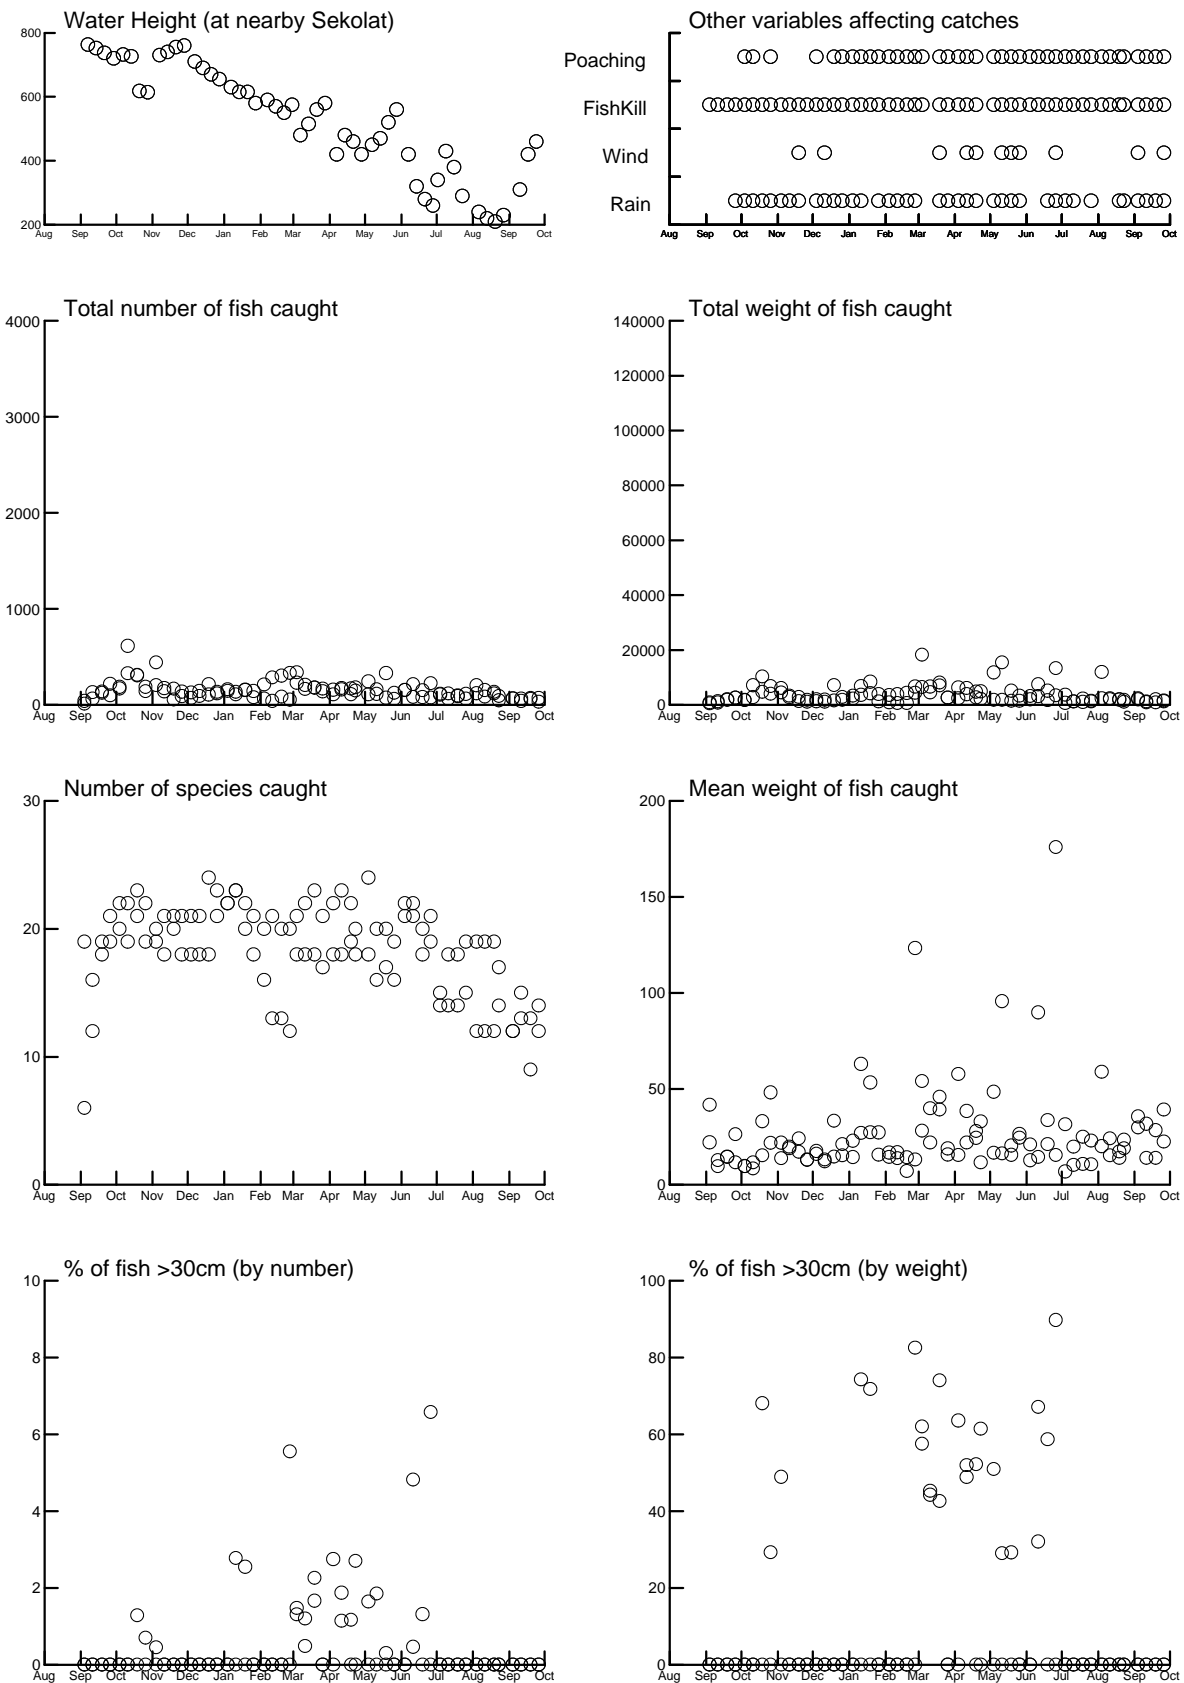 Water Height (at nearby Sekolat)
800
600
400
200
Aug Sep Oct Nov Dec Jan Feb Mar Apr May Jun Jul Aug Sep Oct
Other variables affecting catches
Poaching
FishKill
Wind
Rain
Aug Sep Oct Nov Dec Jan Feb Mar Apr May Jun Jul Aug Sep Oct
Total number of fish caught
4000
3000
2000
1000
0
Aug Sep Oct Nov Dec Jan Feb Mar Apr May Jun Jul Aug Sep Oct
Total weight of fish caught
140000
120000
100000
80000
60000
40000
20000
0
Aug Sep Oct Nov Dec Jan Feb Mar Apr May Jun Jul Aug Sep Oct
Number of species caught
30
20
10
0
Aug Sep Oct Nov Dec Jan Feb Mar Apr May Jun Jul Aug Sep Oct
Mean weight of fish caught
200
150
100
50
0
Aug Sep Oct Nov Dec Jan Feb Mar Apr May Jun Jul Aug Sep Oct
% of fish >30cm (by number)
10
8
6
4
2
0
Aug Sep Oct Nov Dec Jan Feb Mar Apr May Jun Jul Aug Sep Oct
% of fish >30cm (by weight)
100
80
60
40
20
0
Aug Sep Oct Nov Dec Jan Feb Mar Apr May Jun Jul Aug Sep Oct